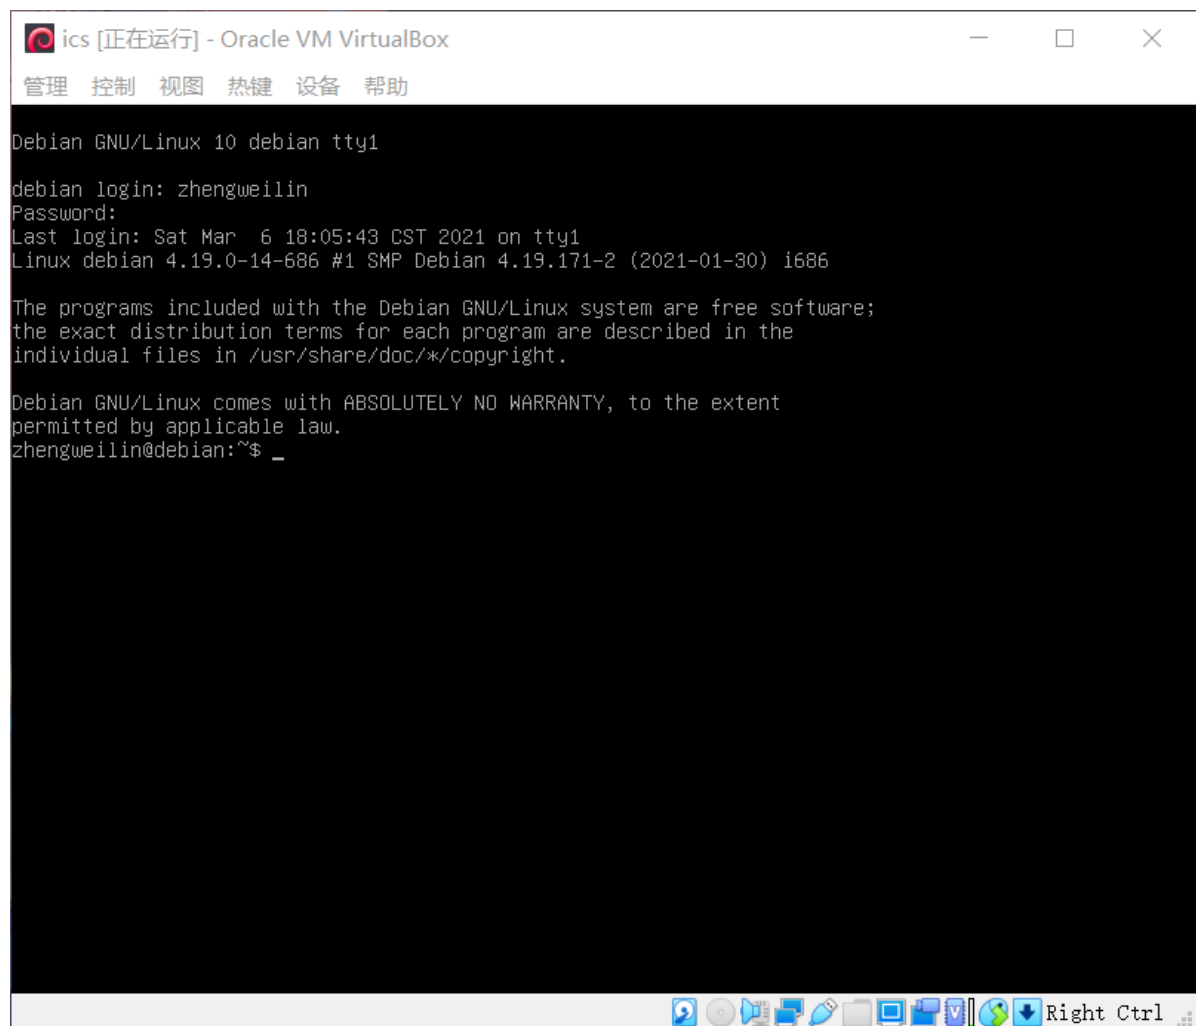 ics [正在运行] - Oracle VM VirtualBox
管理 控制 视图 热键 设备 帮助
Debian GNU/Linux 10 debian tty1
debian login: zhengweilin
Password:
Last login: Sat Mar  6 18:05:43 CST 2021 on tty1
Linux debian 4.19.0-14-686 #1 SMP Debian 4.19.171-2 (2021-01-30) i686
The programs included with the Debian GNU/Linux system are free software;
the exact distribution terms for each program are described in the
individual files in /usr/share/doc/*/copyright.
Debian GNU/Linux comes with ABSOLUTELY NO WARRANTY, to the extent
permitted by applicable law.
zhengweilin@debian:~$ _
Right Ctrl